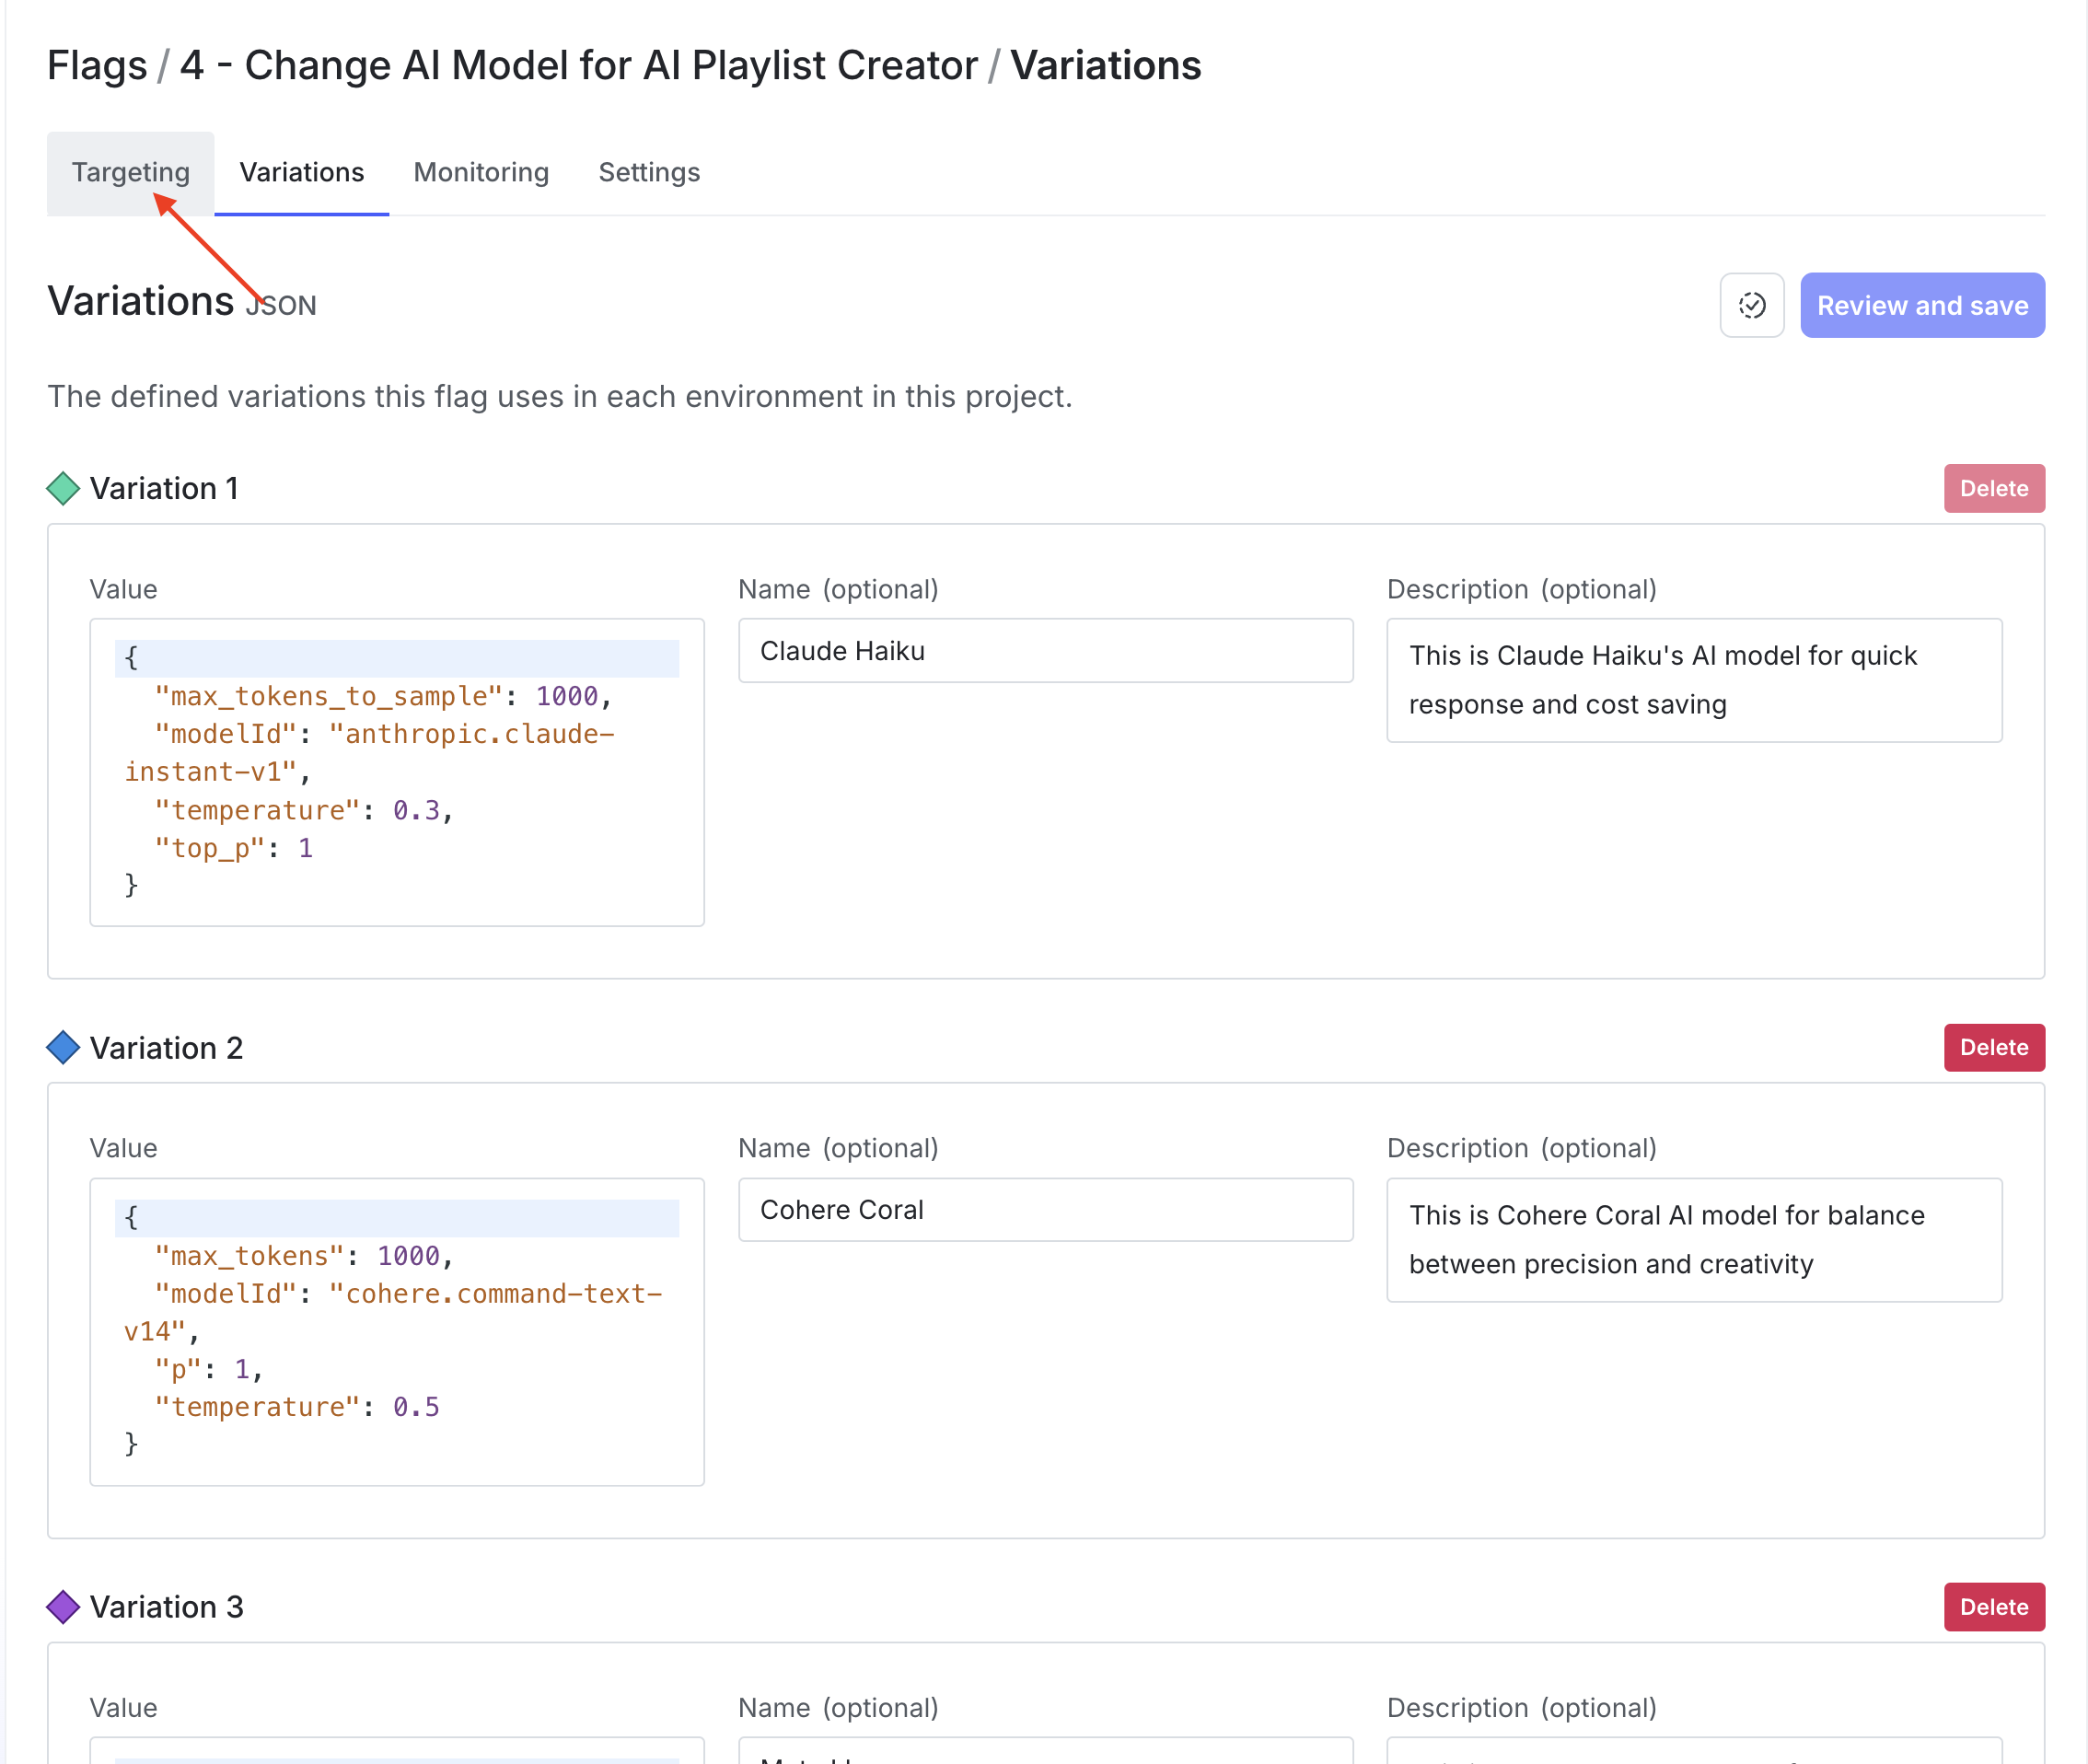 Flags / 4 - Change AI Model for AI Playlist Creator / Variations
Targeting Variations Monitoring Settings
Variations JSON
Review and save
The defined variations this flag uses in each environment in this project.
Variation 1
Delete
Value
Name (optional)
Description (optional)
{
"max_tokens_to_sample": 1000,
"modelId": "anthropic.claude-
instant-v1",
"temperature": 0.3,
"top_p": 1
}
Claude Haiku
This is Claude Haiku's AI model for quick
response and cost saving
Variation 2
Delete
Value
Name (optional)
Description (optional)
{
"max_tokens": 1000,
"modelId": "cohere.command-text-
v14",
"p": 1,
"temperature": 0.5
}
Cohere Coral
This is Cohere Coral AI model for balance
between precision and creativity
Variation 3
Delete
Value
Name (optional)
Description (optional)